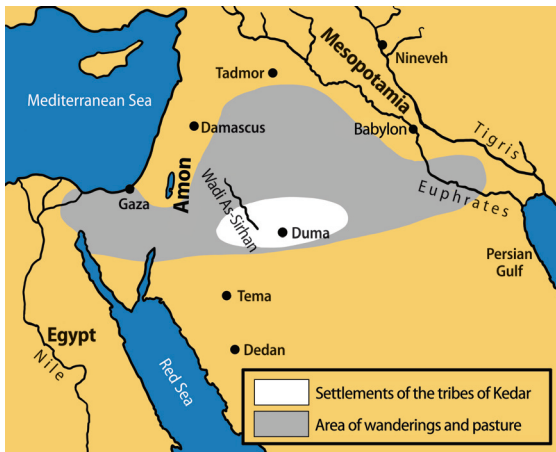 Nineveh
Mesopotamia
Tadmor
Mediterranean Sea
Damascus
Babylon
Tigris
Amon
Wadi As-Sirhan
Gaza
Euphrates
Duma
Persian
Gulf
Tema
Egypt
Nile
Red Sea
Dedan
Settlements of the tribes of Kedar
Area of wanderings and pasture